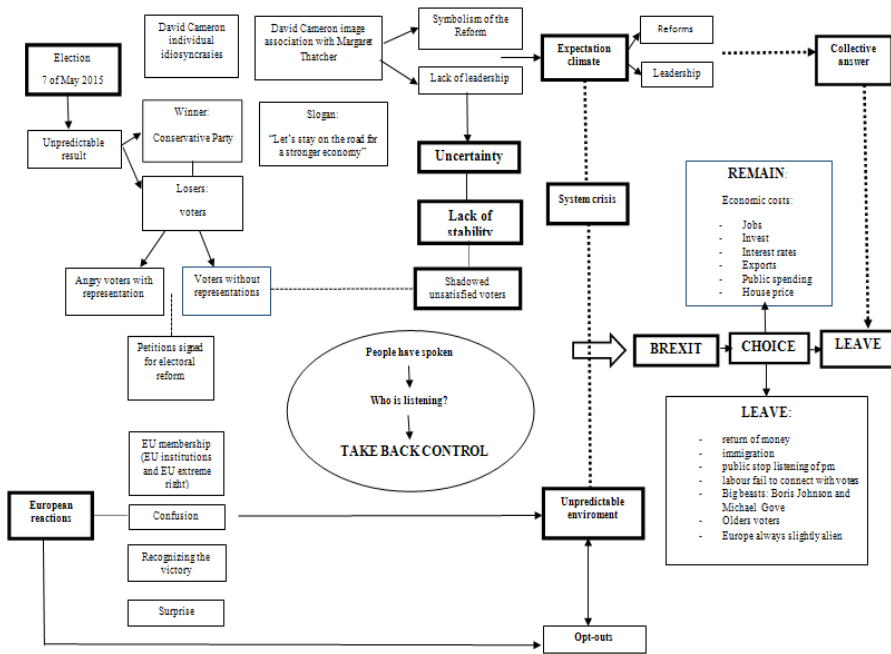 Election
7 of May 2015
David Cameron
individual
idiosyncrasies
David Cameron image
association with Margaret
Thatcher
Symbolism of the
Reform
Lack of leadership
Expectation
climate
Reforms
Leadership
Collective
answer
Unpredictable
result
Winner:
Conservative Party
Slogan:
“Let’s stay on the road for
a stronger economy”
Losers:
voters
Uncertainty
Lack of
stability
System crisis
Angry voters with
representation
Voters without
representations
Shadowed
unsatisfied voters
Petitions signed
for electoral
reform
People have spoken
Who is listening?
TAKE BACK CONTROL
REMAIN:
Economic costs:
- Jobs
- Invest
- Interest rates
- Exports
- Public spending
- House price
BREXIT
CHOICE
LEAVE
LEAVE:
- return of money
- immigration
- public stop listening of pm
- labour fail to connect with voters
- Big beasts: Boris Johnson and
Michael Gove
- Olders voters
- Europe always slightly alien
European
reactions
EU membership
(EU institutions
and EU extreme
right)
Confusion
Recognizing the
victory
Surprise
Unpredictable
enviroment
Opt-outs